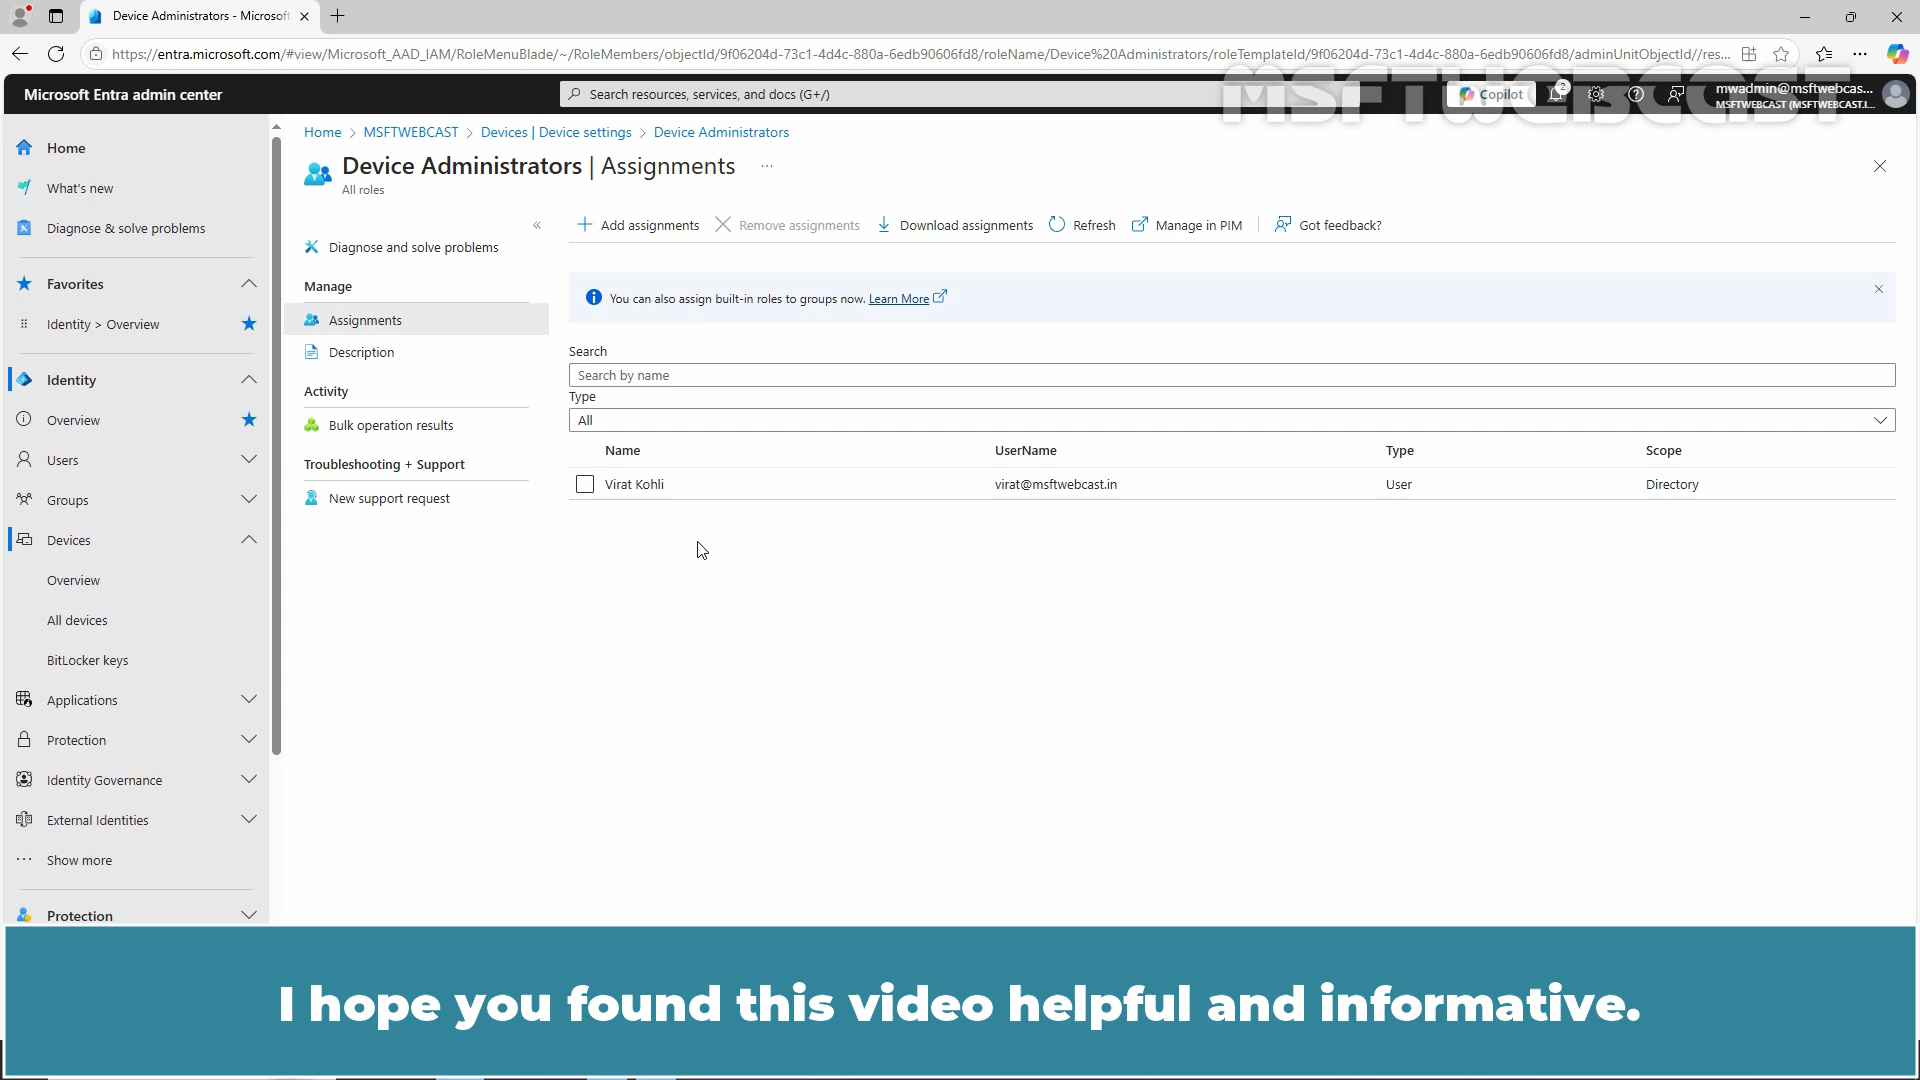 Device Administrators - Microsoft
https://entra.microsoft.com/#view/Microsoft_AAD_IAM/RoleMenuBlade/~/RoleMembers/objectId/9f06204d-73c1-4d4c-880a-6edb90606fd8/roleName/Device%20Administrators/roleTemplateId/9f06204d-73c1-4d4c-880a-6edb90606fd8/adminUnitObjectId//res...
Microsoft Entra admin center
Search resources, services, and docs (G+/)
Copilot
2
mwadmin@msftwebcas...
MSFTWEBCAST (MSFTWEBCAST.I...
MSFTWEBCAST
Home > MSFTWEBCAST > Devices | Device settings > Device Administrators
Device Administrators | Assignments ...
All roles
Home
What's new
Diagnose & solve problems
Favorites
Identity > Overview
Identity
Overview
Users
Groups
Devices
Overview
All devices
BitLocker keys
Applications
Protection
Identity Governance
External Identities
Show more
Protection
Diagnose and solve problems
Manage
Assignments
Description
Activity
Bulk operation results
Troubleshooting + Support
New support request
Add assignments
Remove assignments
Download assignments
Refresh
Manage in PIM
Got feedback?
You can also assign built-in roles to groups now. Learn More
Search
Search by name
Type
All
Name UserName Type Scope
Virat Kohli virat@msftwebcast.in User Directory
I hope you found this video helpful and informative.